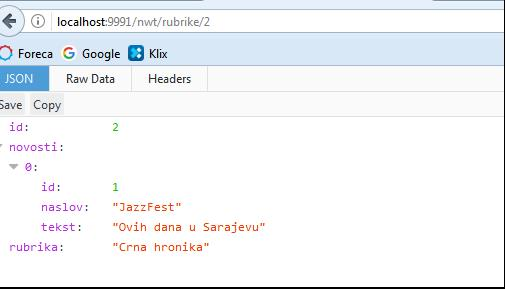 localhost:9991/nwt/rubrike/2
Foreca Google Klix
JSON Raw Data Headers
Save Copy
id: 2
novosti:
0:
id: 1
naslov: "JazzFest"
tekst: "Ovih dana u Sarajevu"
rubrika: "Crna hronika"